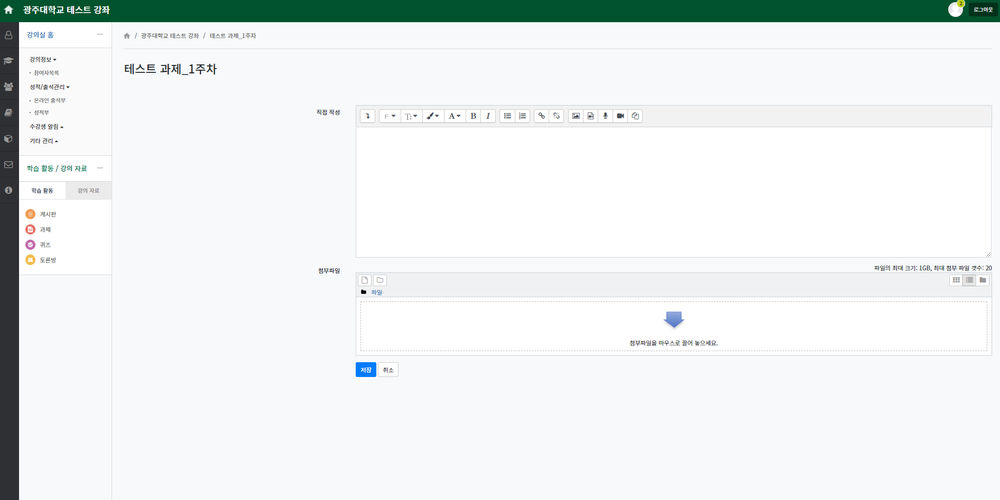 광주대학교 테스트 강좌
2
로그아웃
강의실 홈
/ 광주대학교 테스트 강좌 / 테스트 과제_1주차
강의정보
참여자목록
성적/출석관리
온라인 출석부
성적부
수강생 알림
기타 관리
학습 활동 / 강의 자료
학습 활동
강의 자료
게시판
과제
퀴즈
토론방
테스트 과제_1주차
직접 작성
F
A
B
I
첨부파일
파일의 최대 크기: 1GB, 최대 첨부 파일 갯수: 20
파일
첨부파일을 마우스로 끌어 놓으세요.
저장
취소